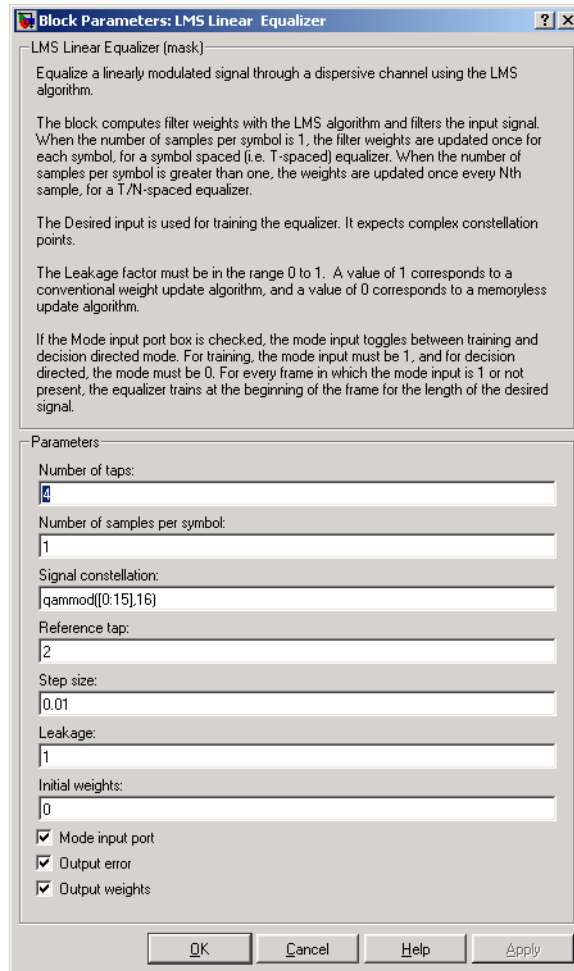 Block Parameters: LMS Linear Equalizer
LMS Linear Equalizer (mask)
Equalize a linearly modulated signal through a dispersive channel using the LMS
algorithm.
The block computes filter weights with the LMS algorithm and filters the input signal.
When the number of samples per symbol is 1, the filter weights are updated once for
each symbol, for a symbol spaced (i.e. T-spaced) equalizer. When the number of
samples per symbol is greater than one, the weights are updated once every Nth
sample, for a T/N-spaced equalizer.
The Desired input is used for training the equalizer. It expects complex constellation
points.
The Leakage factor must be in the range 0 to 1. A value of 1 corresponds to a
conventional weight update algorithm, and a value of 0 corresponds to a memoryless
update algorithm.
If the Mode input port box is checked, the mode input toggles between training and
decision directed mode. For training, the mode input must be 1, and for decision
directed, the mode must be 0. For every frame in which the mode input is 1 or not
present, the equalizer trains at the beginning of the frame for the length of the desired
signal.
Parameters
Number of taps:
4
Number of samples per symbol:
1
Signal constellation:
qammod([0:15],16)
Reference tap:
2
Step size:
0.01
Leakage:
1
Initial weights:
0
Mode input port
Output error
Output weights
OK Cancel Help Apply